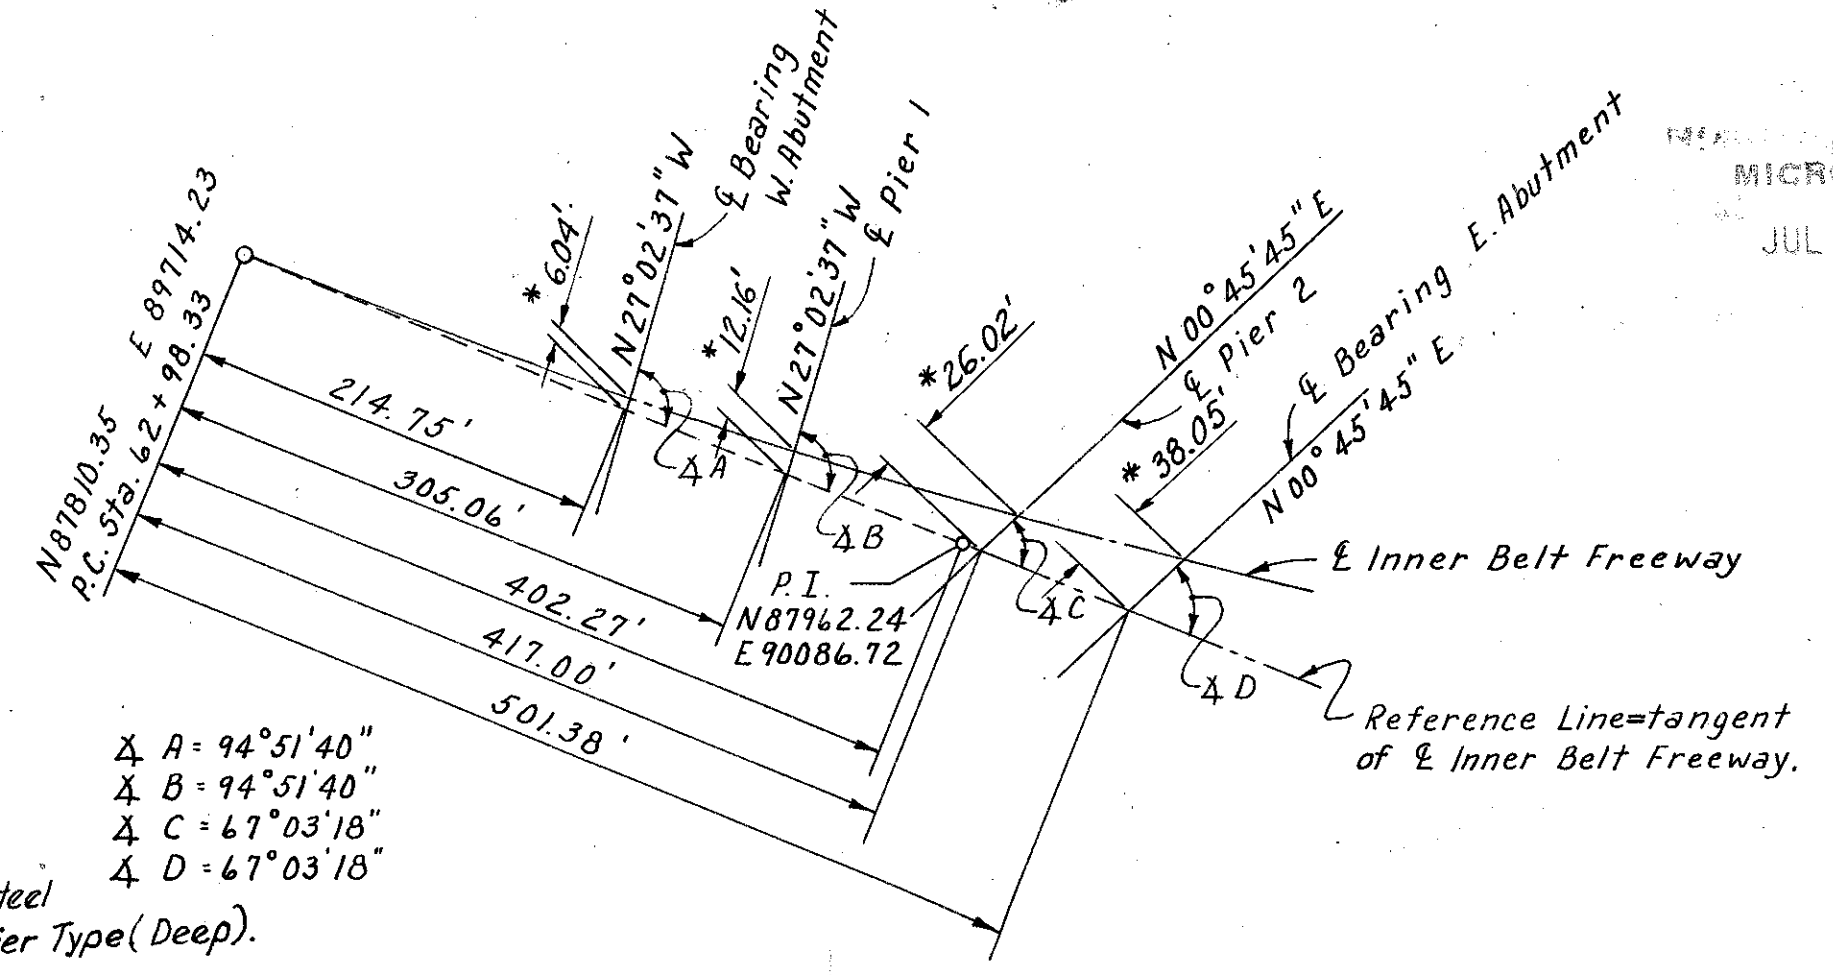 N87810.35 E 89714.23
P.C. Sta. 62 + 98.33
* 6.04'
N27°02'37"W
℄ Bearing
W. Abutment
* 12.16'
N27°02'37"W
℄ Pier 1
* 26.02'
N 00°45'45" E
℄ Pier 2
* 38.05'
℄ Bearing E. Abutment
N 00°45'45" E
MICR
JUL
214.75'
305.06'
402.27'
417.00'
501.38'
∡ A
∡ B
∡ C
∡ D
P.I.
N87962.24
E90086.72
℄ Inner Belt Freeway
Reference Line=tangent
of ℄ Inner Belt Freeway.
∡ A = 94°51'40"
∡ B = 94°51'40"
∡ C = 67°03'18"
∡ D = 67°03'18"
teel
ier Type (Deep).